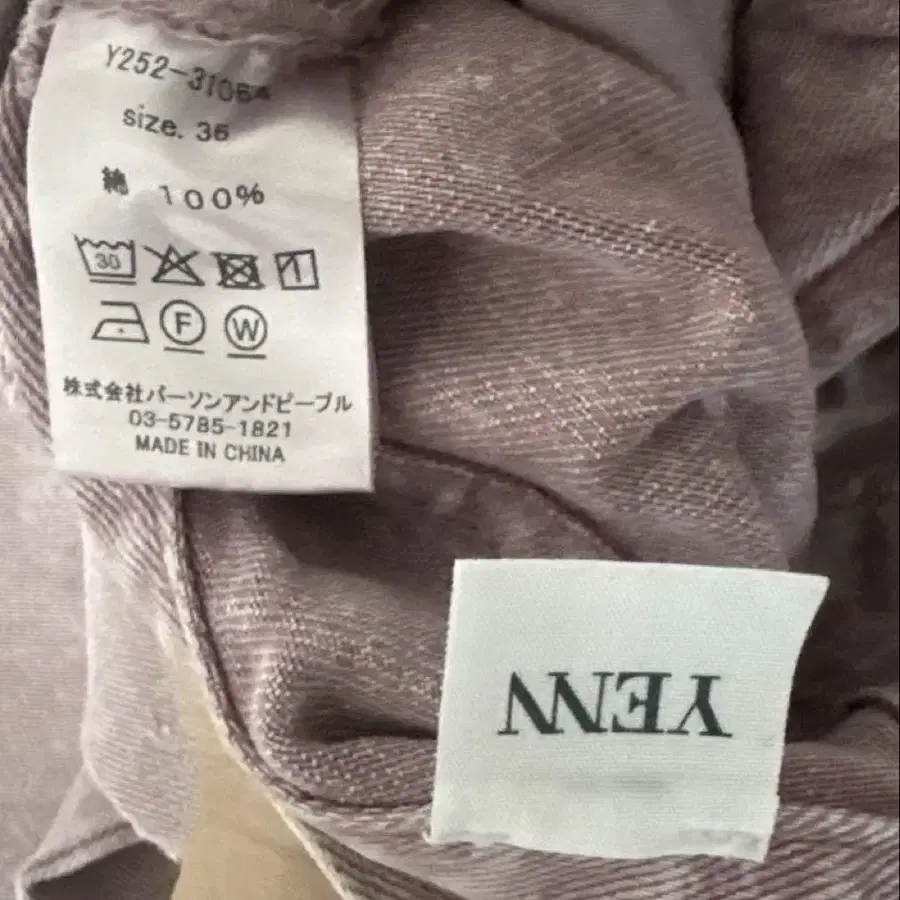 Y252-31064
size. 36
綿 100%
30
F W
株式会社パーソンアンドピープル
03-5785-1821
MADE IN CHINA
YENN